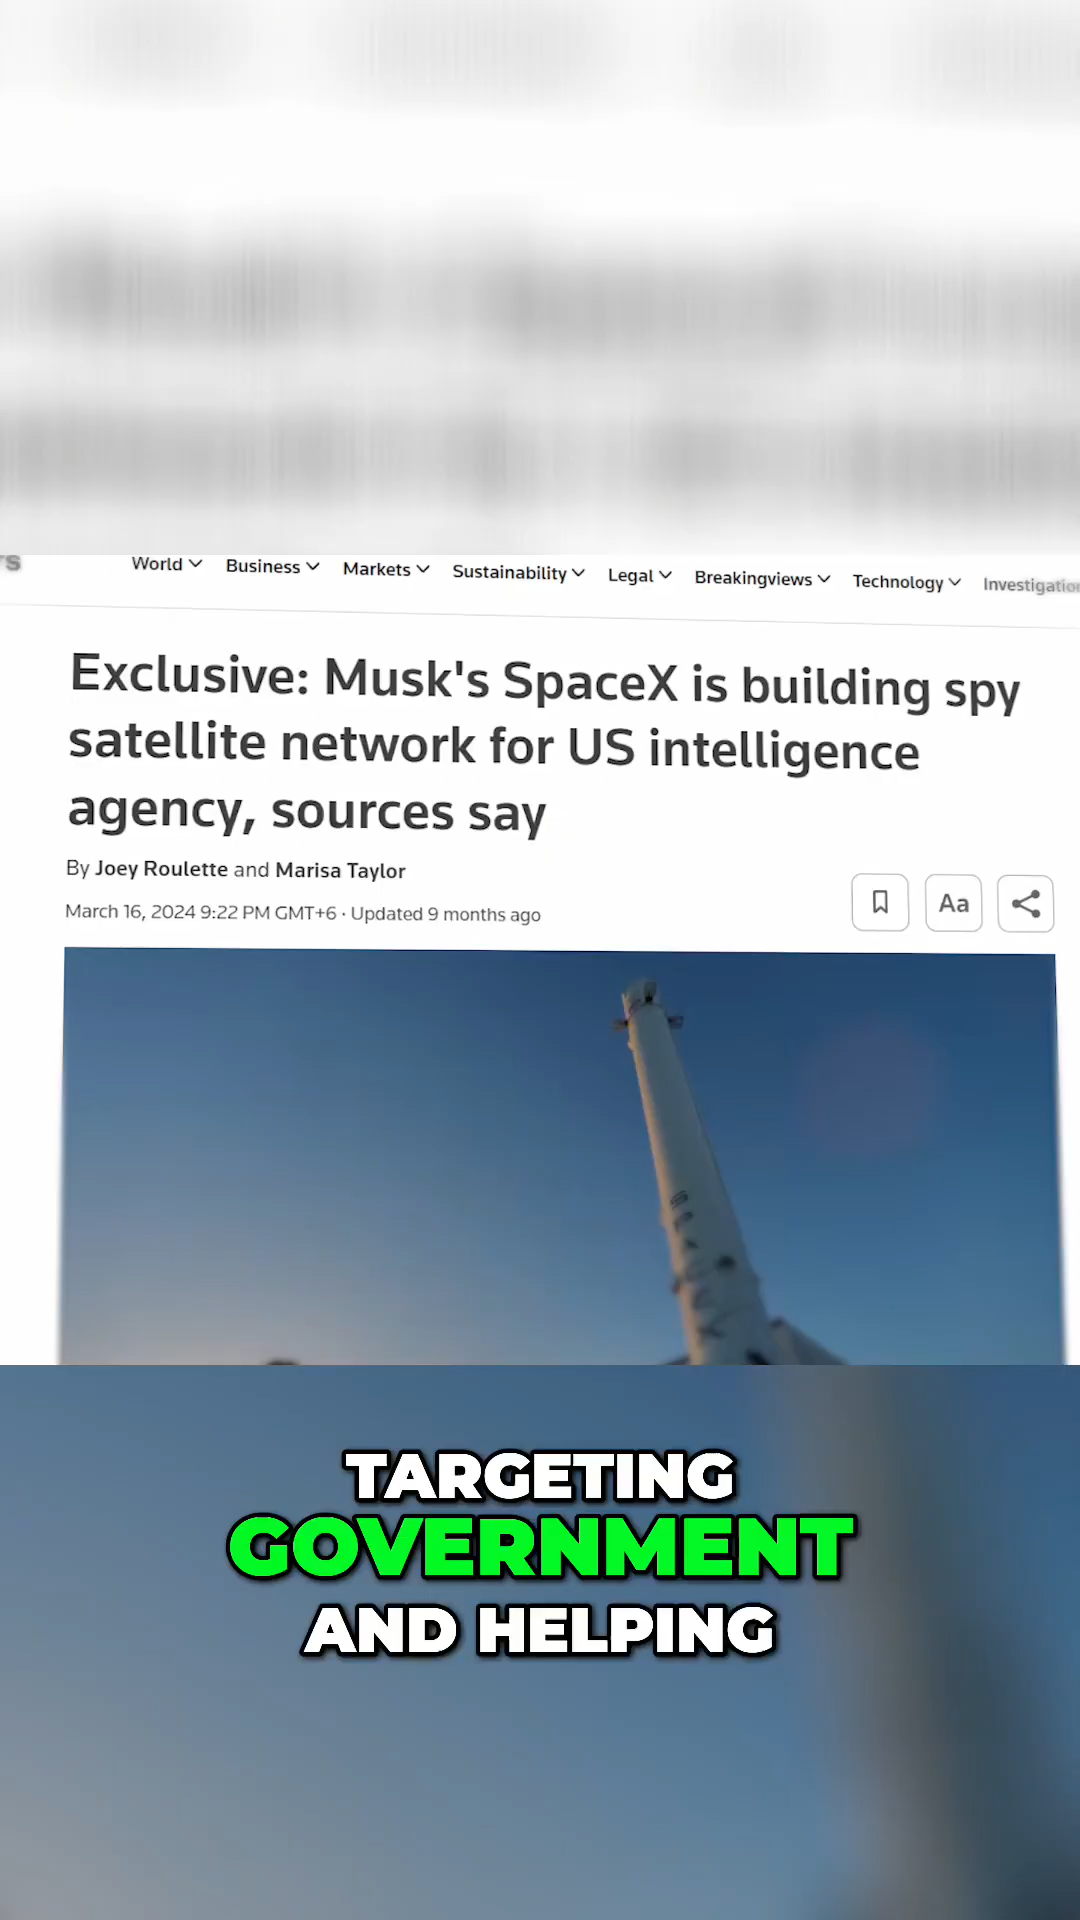 World Business Markets Sustainability Legal Breakingviews Technology Investigation
Exclusive: Musk's SpaceX is building spy
satellite network for US intelligence
agency, sources say
By Joey Roulette and Marisa Taylor
March 16, 2024 9:22 PM GMT+6 · Updated 9 months ago
Aa
SPACEX
TARGETING
GOVERNMENT
AND HELPING